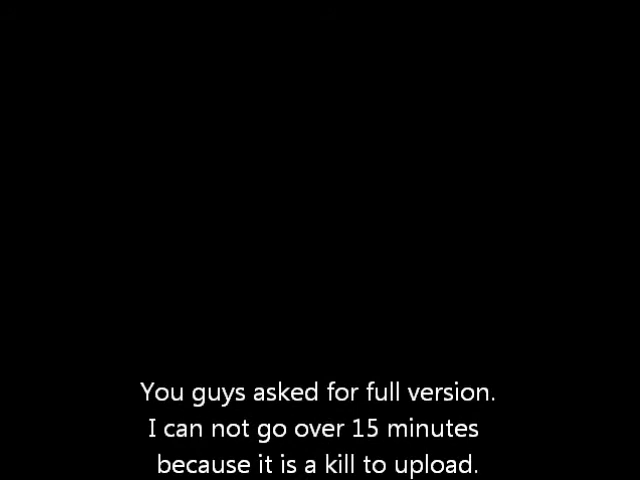 You guys asked for full version.
I can not go over 15 minutes
because it is a kill to upload.